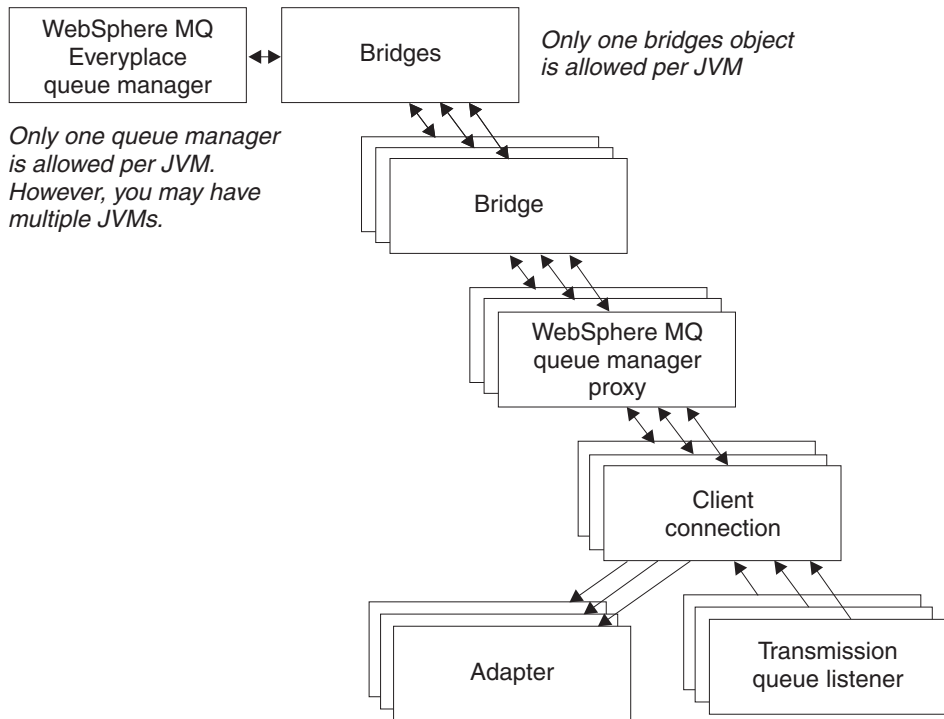 WebSphere MQ
Everyplace
queue manager
Bridges
Only one bridges object
is allowed per JVM
Only one queue manager
is allowed per JVM.
However, you may have
multiple JVMs.
Bridge
WebSphere MQ
queue manager
proxy
Client
connection
Adapter
Transmission
queue listener